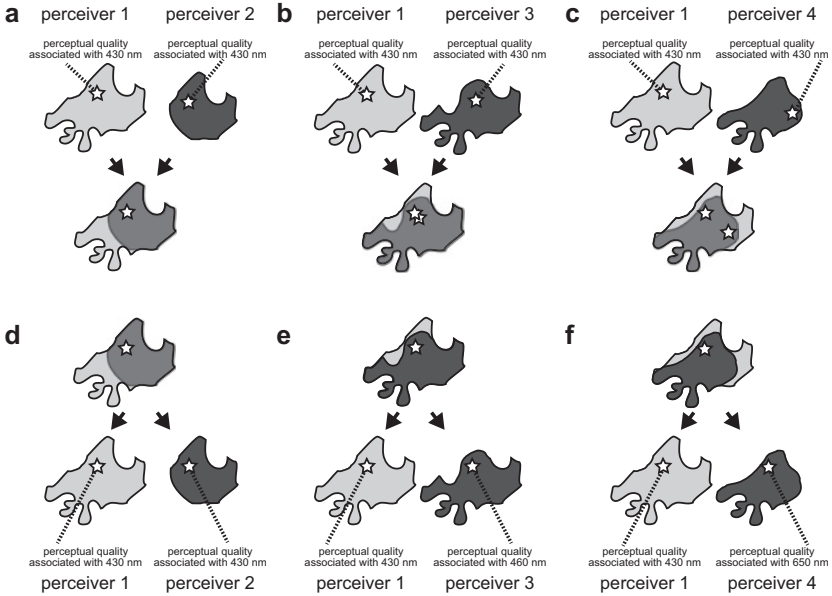 a perceiver 1 perceiver 2
perceptual quality
associated with 430 nm
perceptual quality
associated with 430 nm
b perceiver 1 perceiver 3
perceptual quality
associated with 430 nm
perceptual quality
associated with 430 nm
c perceiver 1 perceiver 4
perceptual quality
associated with 430 nm
perceptual quality
associated with 430 nm
d
perceptual quality
associated with 430 nm
perceptual quality
associated with 430 nm
perceiver 1 perceiver 2
e
perceptual quality
associated with 430 nm
perceptual quality
associated with 460 nm
perceiver 1 perceiver 3
f
perceptual quality
associated with 430 nm
perceptual quality
associated with 650 nm
perceiver 1 perceiver 4